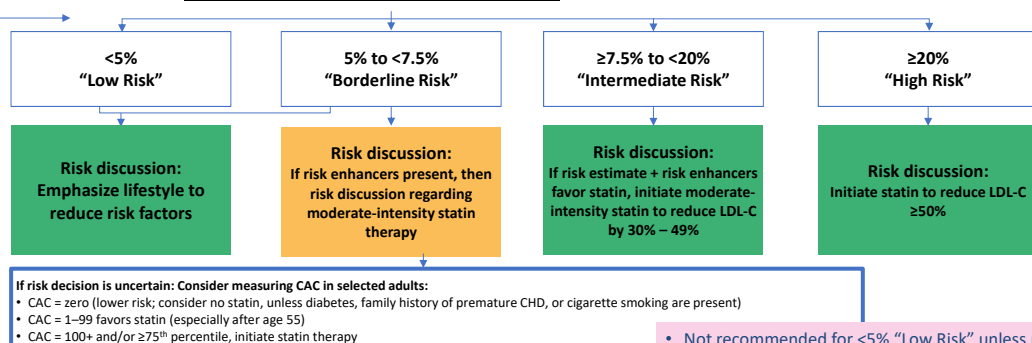 <5%
“Low Risk”
5% to <7.5%
“Borderline Risk”
≥7.5% to <20%
“Intermediate Risk”
≥20%
“High Risk”
Risk discussion:
Emphasize lifestyle to
reduce risk factors
Risk discussion:
If risk enhancers present, then
risk discussion regarding
moderate-intensity statin
therapy
Risk discussion:
If risk estimate + risk enhancers
favor statin, initiate moderate-
intensity statin to reduce LDL-C
by 30% – 49%
Risk discussion:
Initiate statin to reduce LDL-C
≥50%
If risk decision is uncertain: Consider measuring CAC in selected adults:
• CAC = zero (lower risk; consider no statin, unless diabetes, family history of premature CHD, or cigarette smoking are present)
• CAC = 1–99 favors statin (especially after age 55)
• CAC = 100+ and/or ≥75th percentile, initiate statin therapy
• Not recommended for <5% “Low Risk” unless